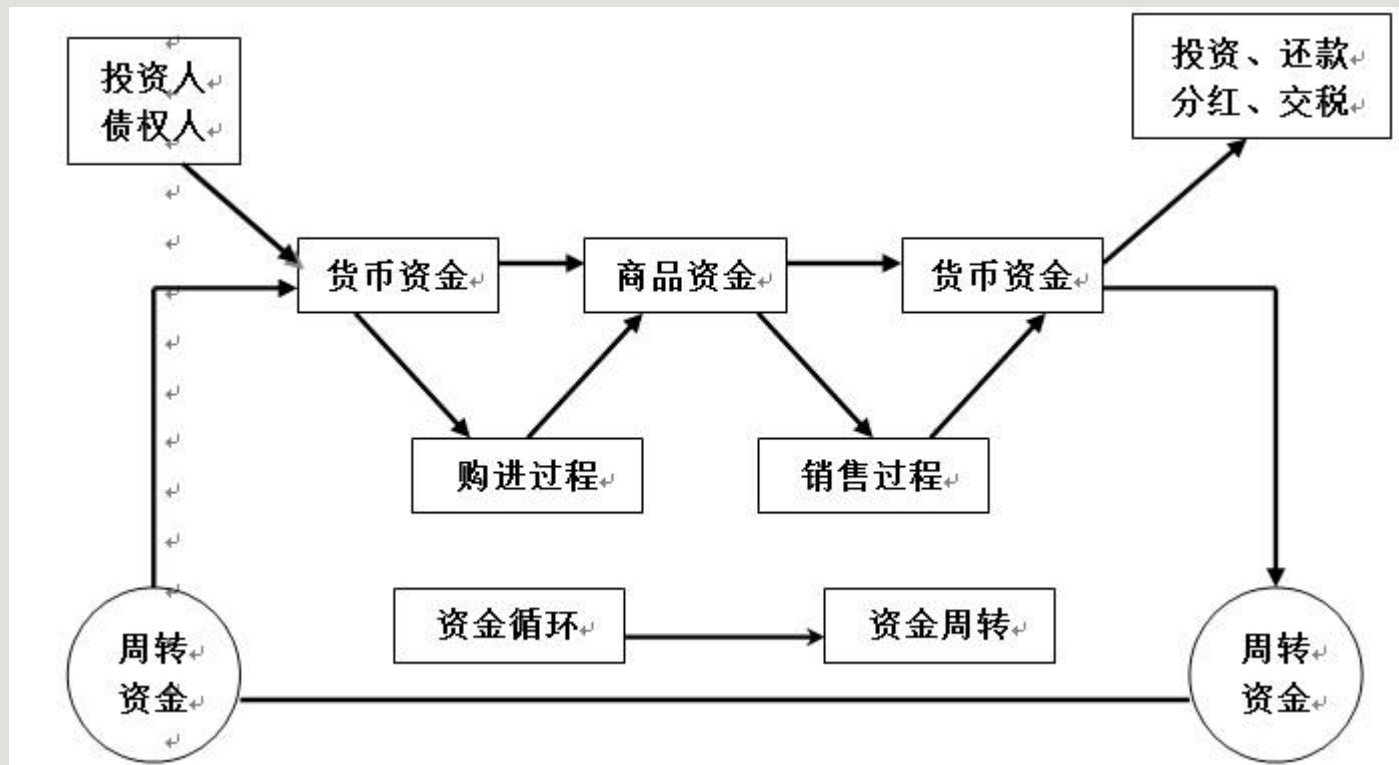 投资人
债权人
投资、还款
分红、交税
货币资金
商品资金
货币资金
购进过程
销售过程
资金循环
资金周转
周转
资金
周转
资金